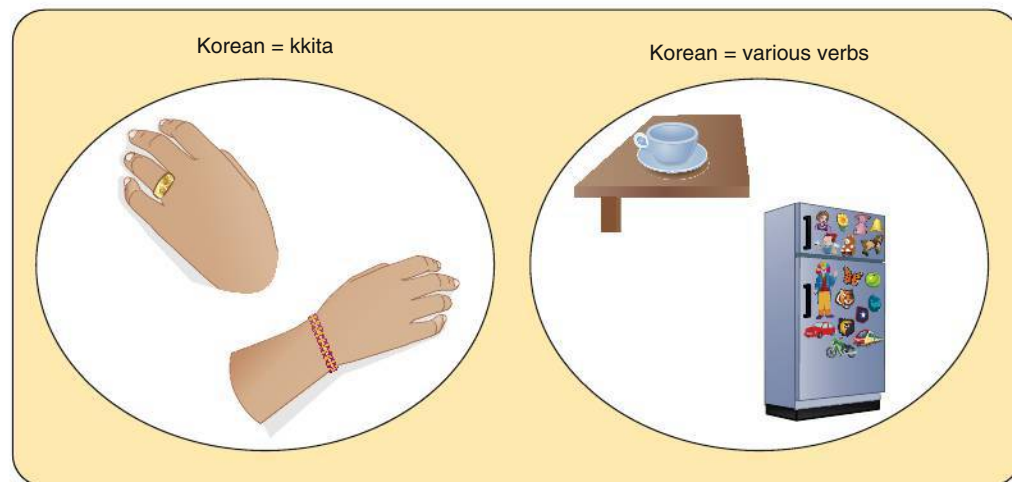 Korean = kkita
Korean = various verbs